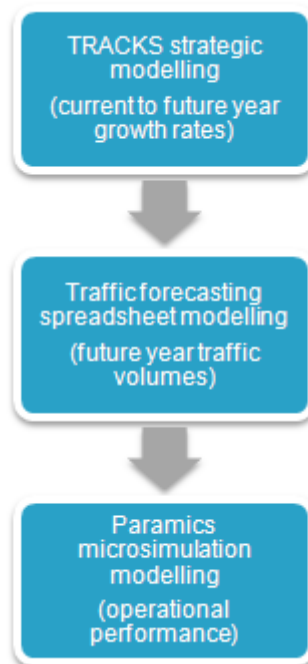 TRACKS strategic
modelling
(current to future year
growth rates)
Traffic forecasting
spreadsheet modelling
(future year traffic
volumes)
Paramics
microsimulation
modelling
(operational
performance)